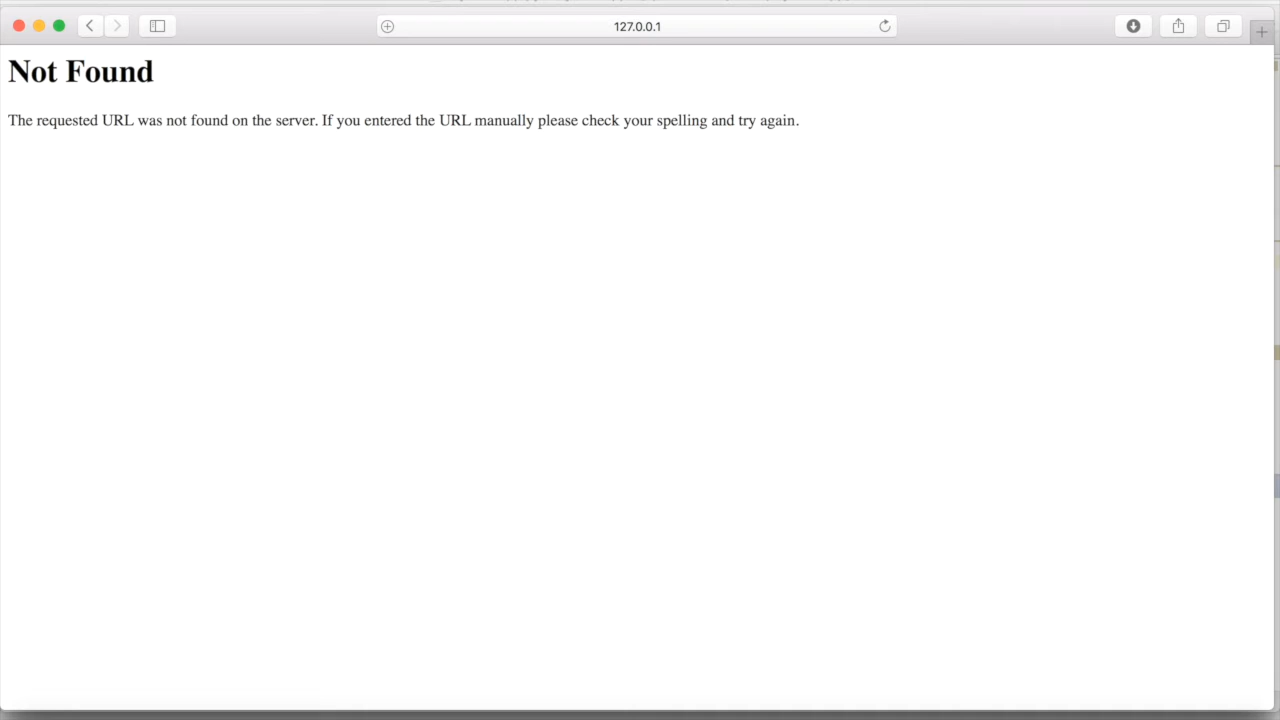 127.0.0.1
Not Found
The requested URL was not found on the server. If you entered the URL manually please check your spelling and try again.